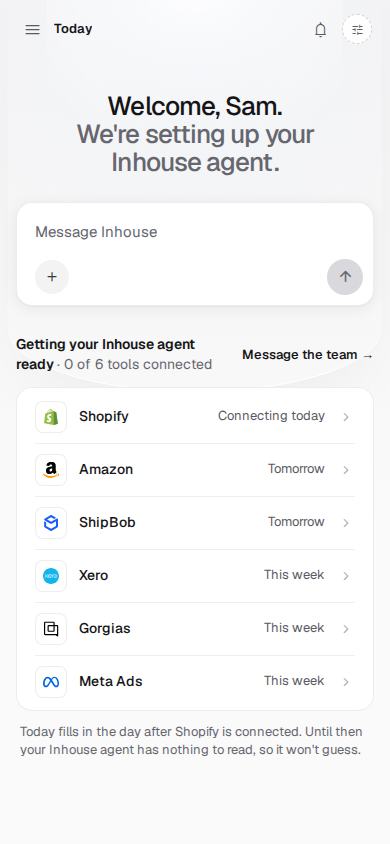 Today
Welcome, Sam.
We're setting up your
Inhouse agent.
Message Inhouse
Getting your Inhouse agent
ready · 0 of 6 tools connected
Message the team →
Shopify
Connecting today
Amazon
Tomorrow
ShipBob
Tomorrow
xero
Xero
This week
Gorgias
This week
Meta Ads
This week
Today fills in the day after Shopify is connected. Until then
your Inhouse agent has nothing to read, so it won't guess.